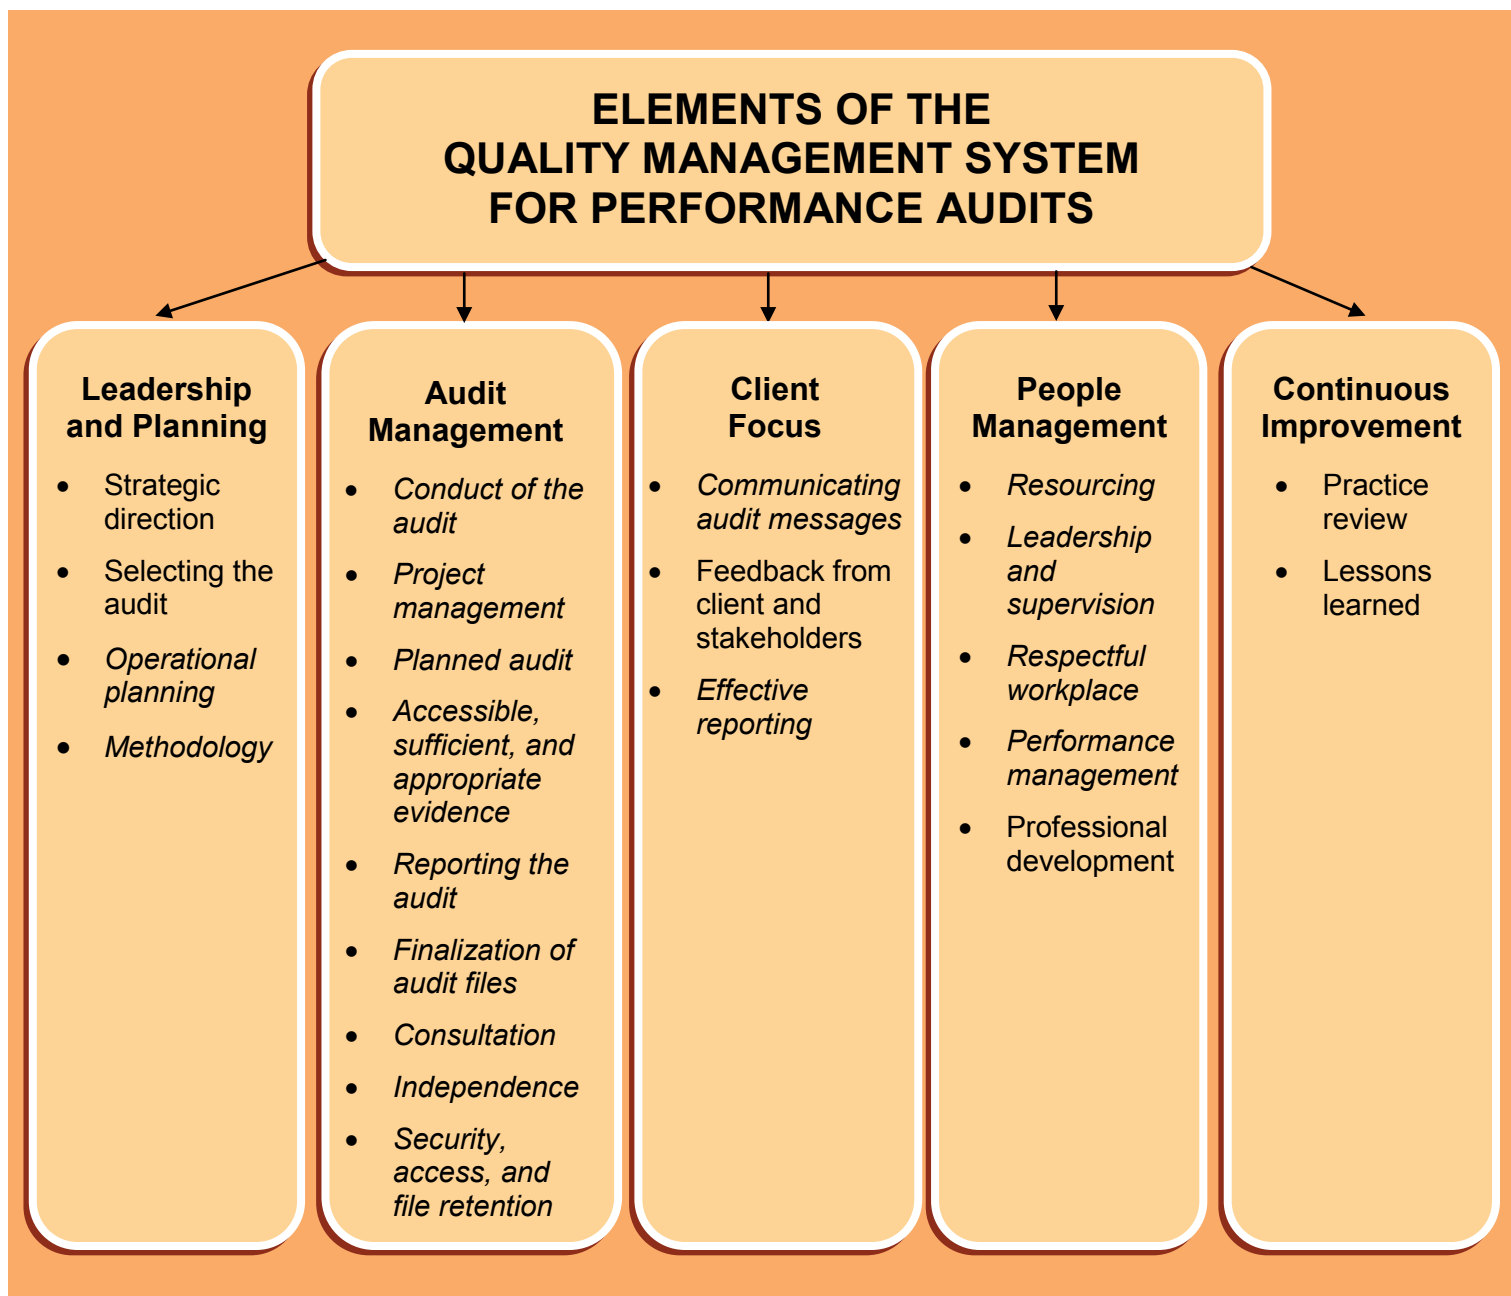 ELEMENTS OF THE
QUALITY MANAGEMENT SYSTEM
FOR PERFORMANCE AUDITS
Leadership
and Planning
• Strategic
direction
• Selecting the
audit
• Operational
planning
• Methodology
Audit
Management
• Conduct of the
audit
• Project
management
• Planned audit
• Accessible,
sufficient, and
appropriate
evidence
• Reporting the
audit
• Finalization of
audit files
• Consultation
• Independence
• Security,
access, and
file retention
Client
Focus
• Communicating
audit messages
• Feedback from
client and
stakeholders
• Effective
reporting
People
Management
• Resourcing
• Leadership
and
supervision
• Respectful
workplace
• Performance
management
• Professional
development
Continuous
Improvement
• Practice
review
• Lessons
learned